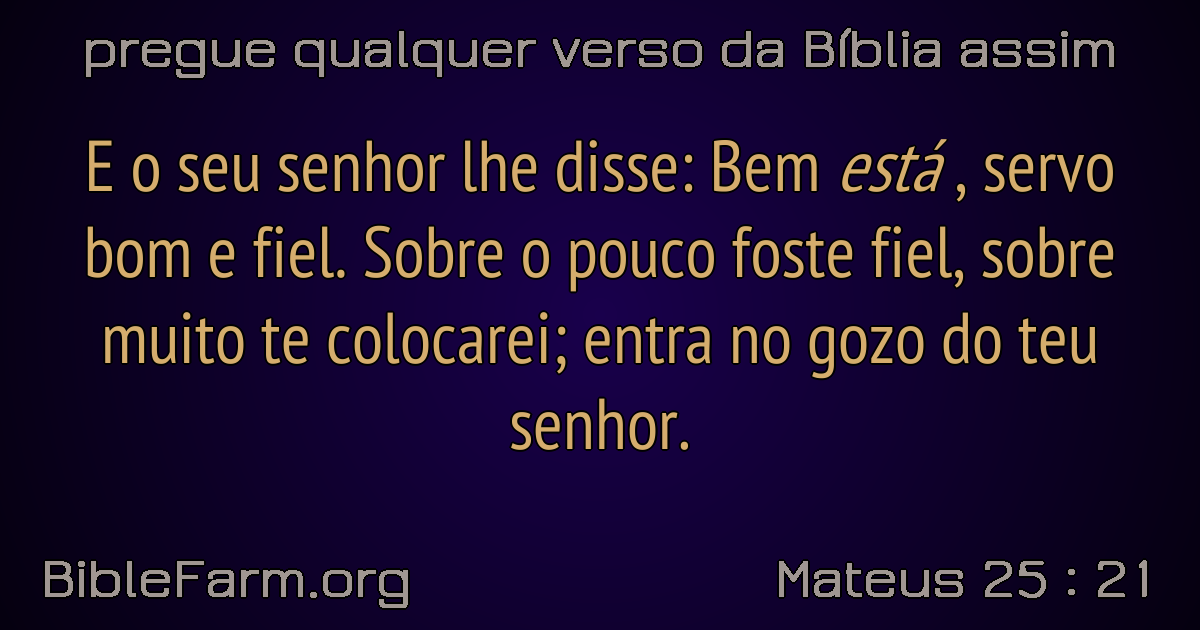 pregue qualquer verso da Bíblia assim
E o seu senhor lhe disse: Bem está , servo
bom e fiel. Sobre o pouco foste fiel, sobre
muito te colocarei; entra no gozo do teu
senhor.
BibleFarm.org
Mateus 25 : 21